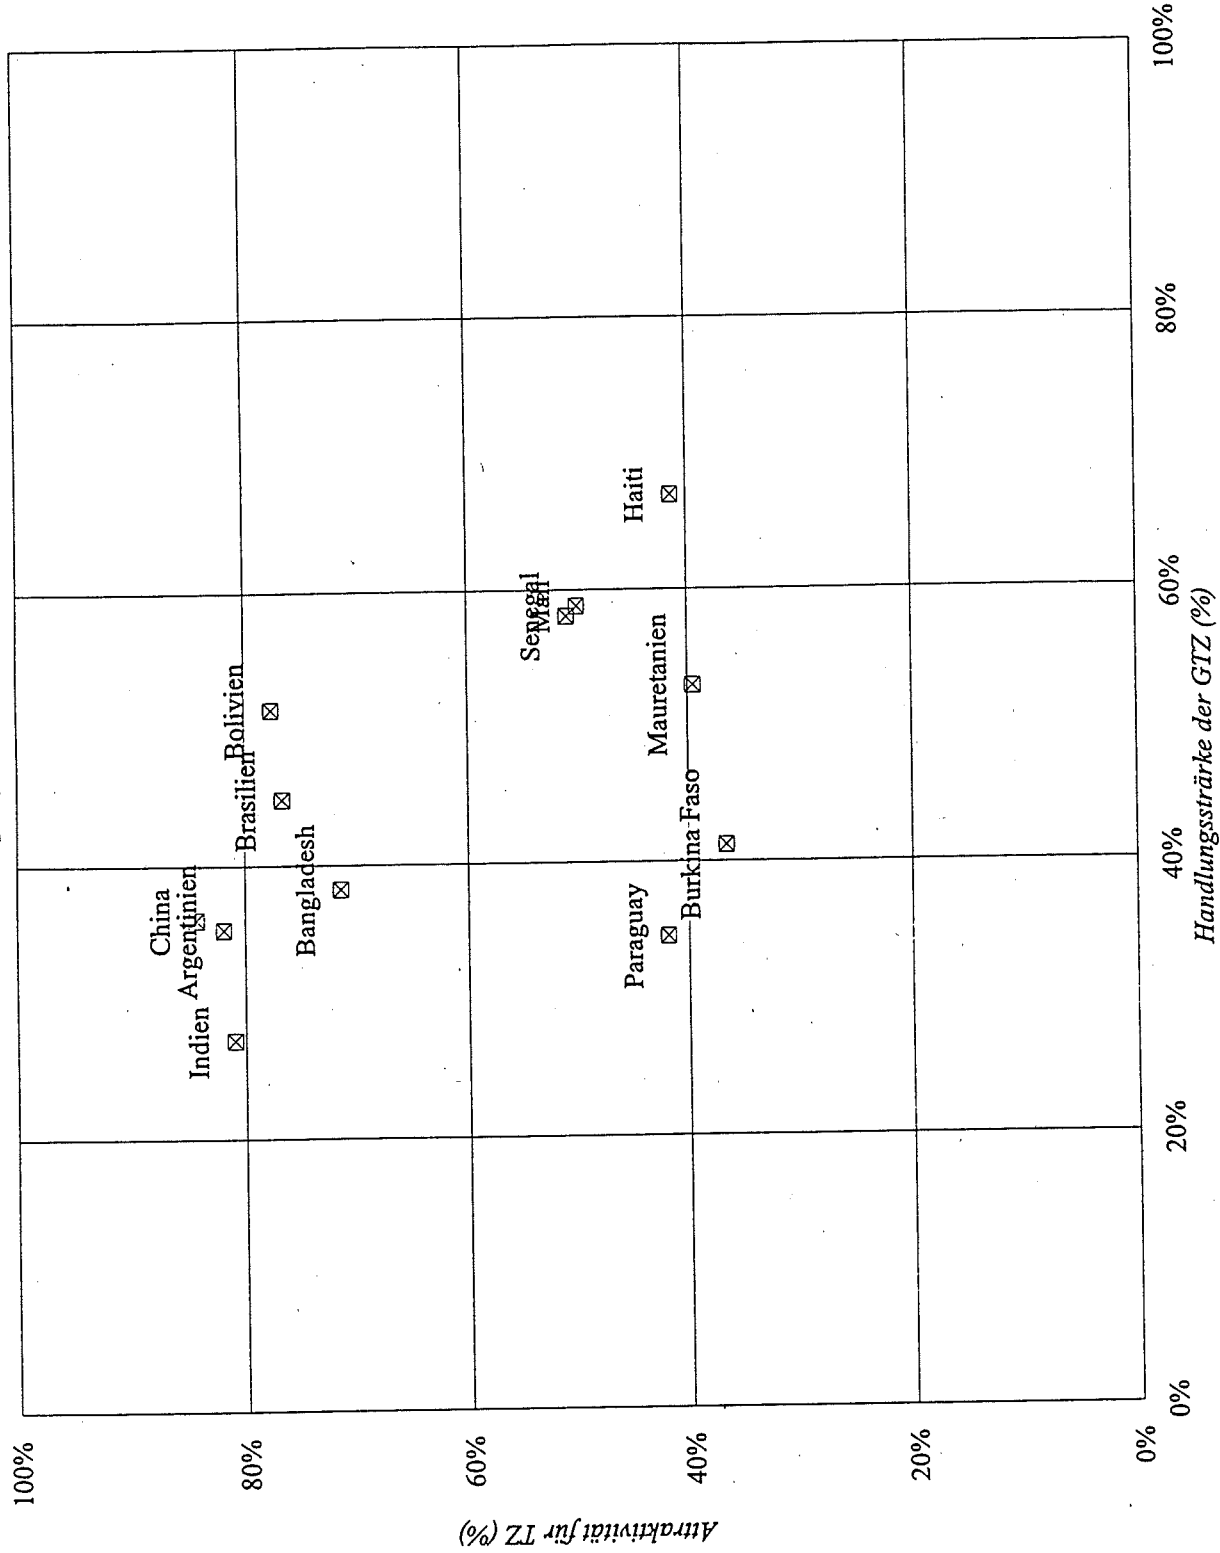 100%
80%
60%
40%
20%
0%
Attraktivität für TZ (%)
China
Argentinien
Indien
Bolivien
Brasilien
Bangladesh
Senegal
Mali
Haiti
Mauretanien
Burkina Faso
Paraguay
0%
20%
40%
60%
80%
100%
Handlungssträrke der GTZ (%)